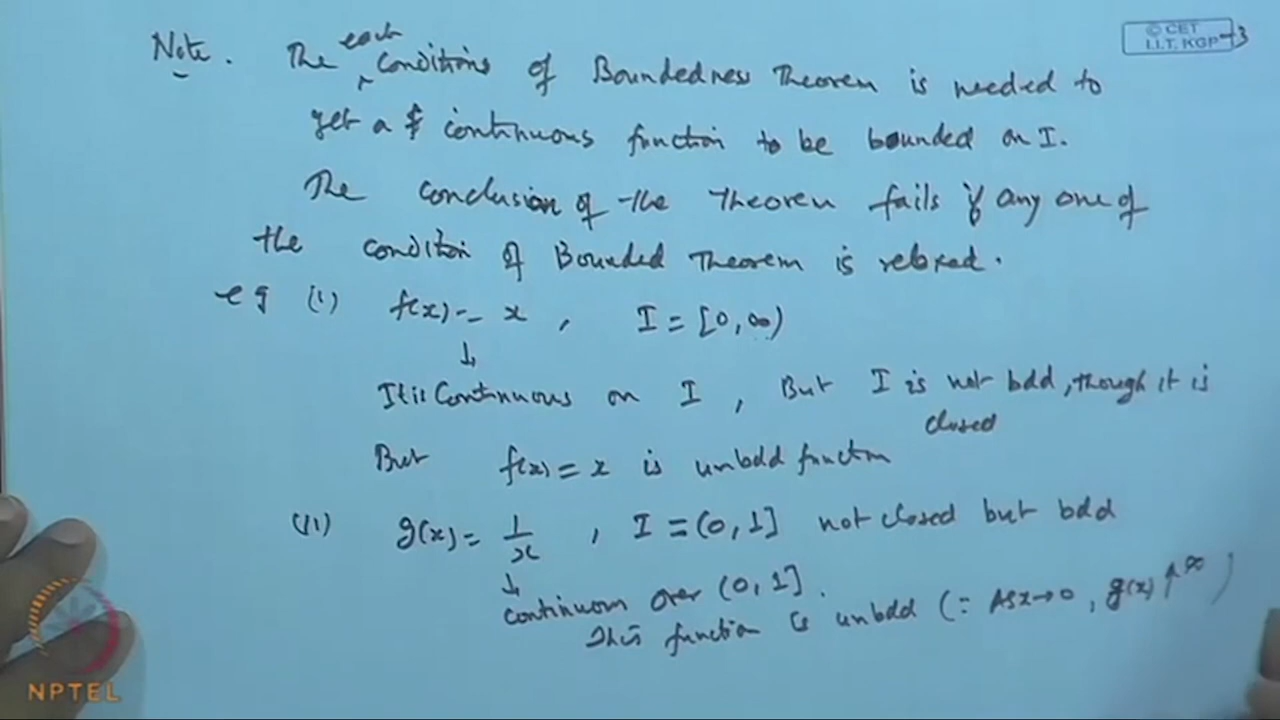 © CET
I.I.T. KGP
Note. The each Conditions of Boundedness Theorem is needed to
get a continuous function to be bounded on I.
The conclusion of the Theorem fails if any one of
the condition of Bounded Theorem is relaxed.
eg (i) f(x) = x , I = [0, ∞)
↓
It is Continuous on I , But I is not bdd, though it is
closed
But f(x) = x is unbdd function
(ii) g(x) = 1/x , I = (0, 1] not closed but bdd
↓
continuous over (0, 1].
This function is unbdd (∵ As x→0, g(x) ↑ ∞)
NPTEL